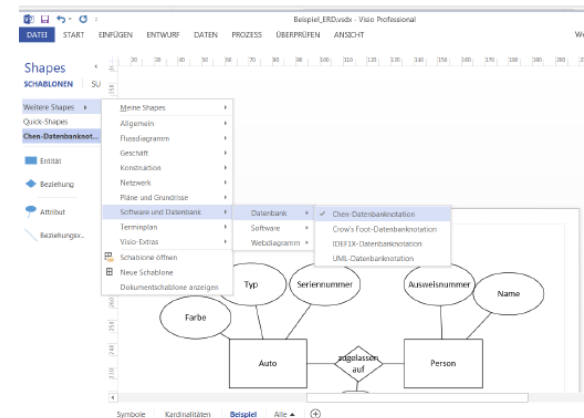 Beispiel_ERD.vsdx - Visio Professional
DATEI START EINFÜGEN ENTWURF DATEN PROZESS ÜBERPRÜFEN ANSICHT We
Shapes
SCHABLONEN SU
Weitere Shapes
Quick-Shapes
Chen-Datenbanknot...
Entität
Beziehung
Attribut
Beziehungsv...
Meine Shapes
Allgemein
Flussdiagramm
Geschäft
Konstruktion
Netzwerk
Pläne und Grundrisse
Software und Datenbank
Terminplan
Visio-Extras
Schablone öffnen
Neue Schablone
Dokumentschablone anzeigen
Datenbank
Software
Webdiagramm
Chen-Datenbanknotation
Crow's Foot-Datenbanknotation
IDEF1X-Datenbanknotation
UML-Datenbanknotation
Farbe
Typ
Seriennummer
Ausweisnummer
Name
Auto
zugelassen
auf
Person
Symbole Kardinalitäten Beispiel Alle